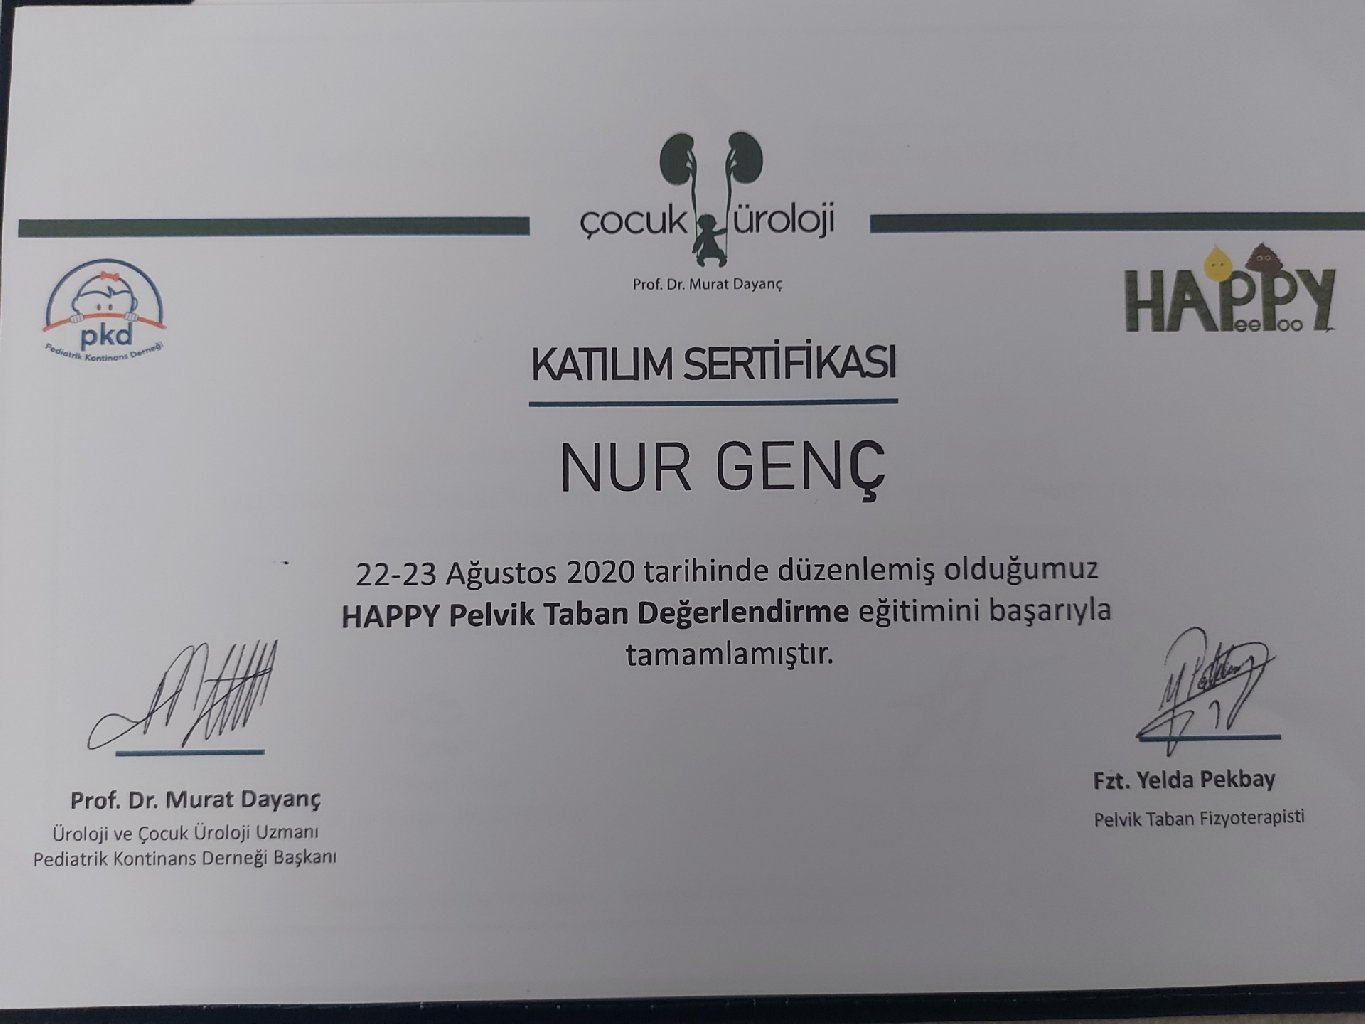 çocuk üroloji
Prof. Dr. Murat Dayanç
pkd
Pediatrik Kontinans Derneği
HAPPY
PeePoo
KATILIM SERTİFİKASI
NUR GENÇ
22-23 Ağustos 2020 tarihinde düzenlemiş olduğumuz
HAPPY Pelvik Taban Değerlendirme eğitimini başarıyla
tamamlamıştır.
Prof. Dr. Murat Dayanç
Üroloji ve Çocuk Üroloji Uzmanı
Pediatrik Kontinans Derneği Başkanı
Fzt. Yelda Pekbay
Pelvik Taban Fizyoterapisti